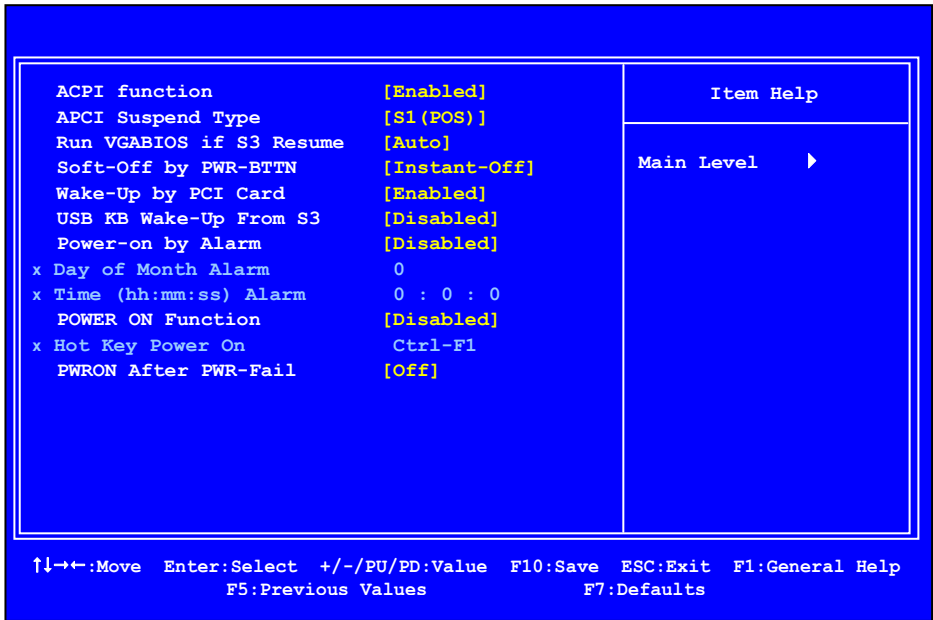 ACPI function [Enabled]
APCI Suspend Type [S1(POS)]
Run VGABIOS if S3 Resume [Auto]
Soft-Off by PWR-BTTN [Instant-Off]
Wake-Up by PCI Card [Enabled]
USB KB Wake-Up From S3 [Disabled]
Power-on by Alarm [Disabled]
x Day of Month Alarm 0
x Time (hh:mm:ss) Alarm 0 : 0 : 0
POWER ON Function [Disabled]
x Hot Key Power On Ctrl-F1
PWRON After PWR-Fail [Off]
Item Help
Main Level
↑↓→←:Move Enter:Select +/-/PU/PD:Value F10:Save ESC:Exit F1:General Help
F5:Previous Values F7:Defaults